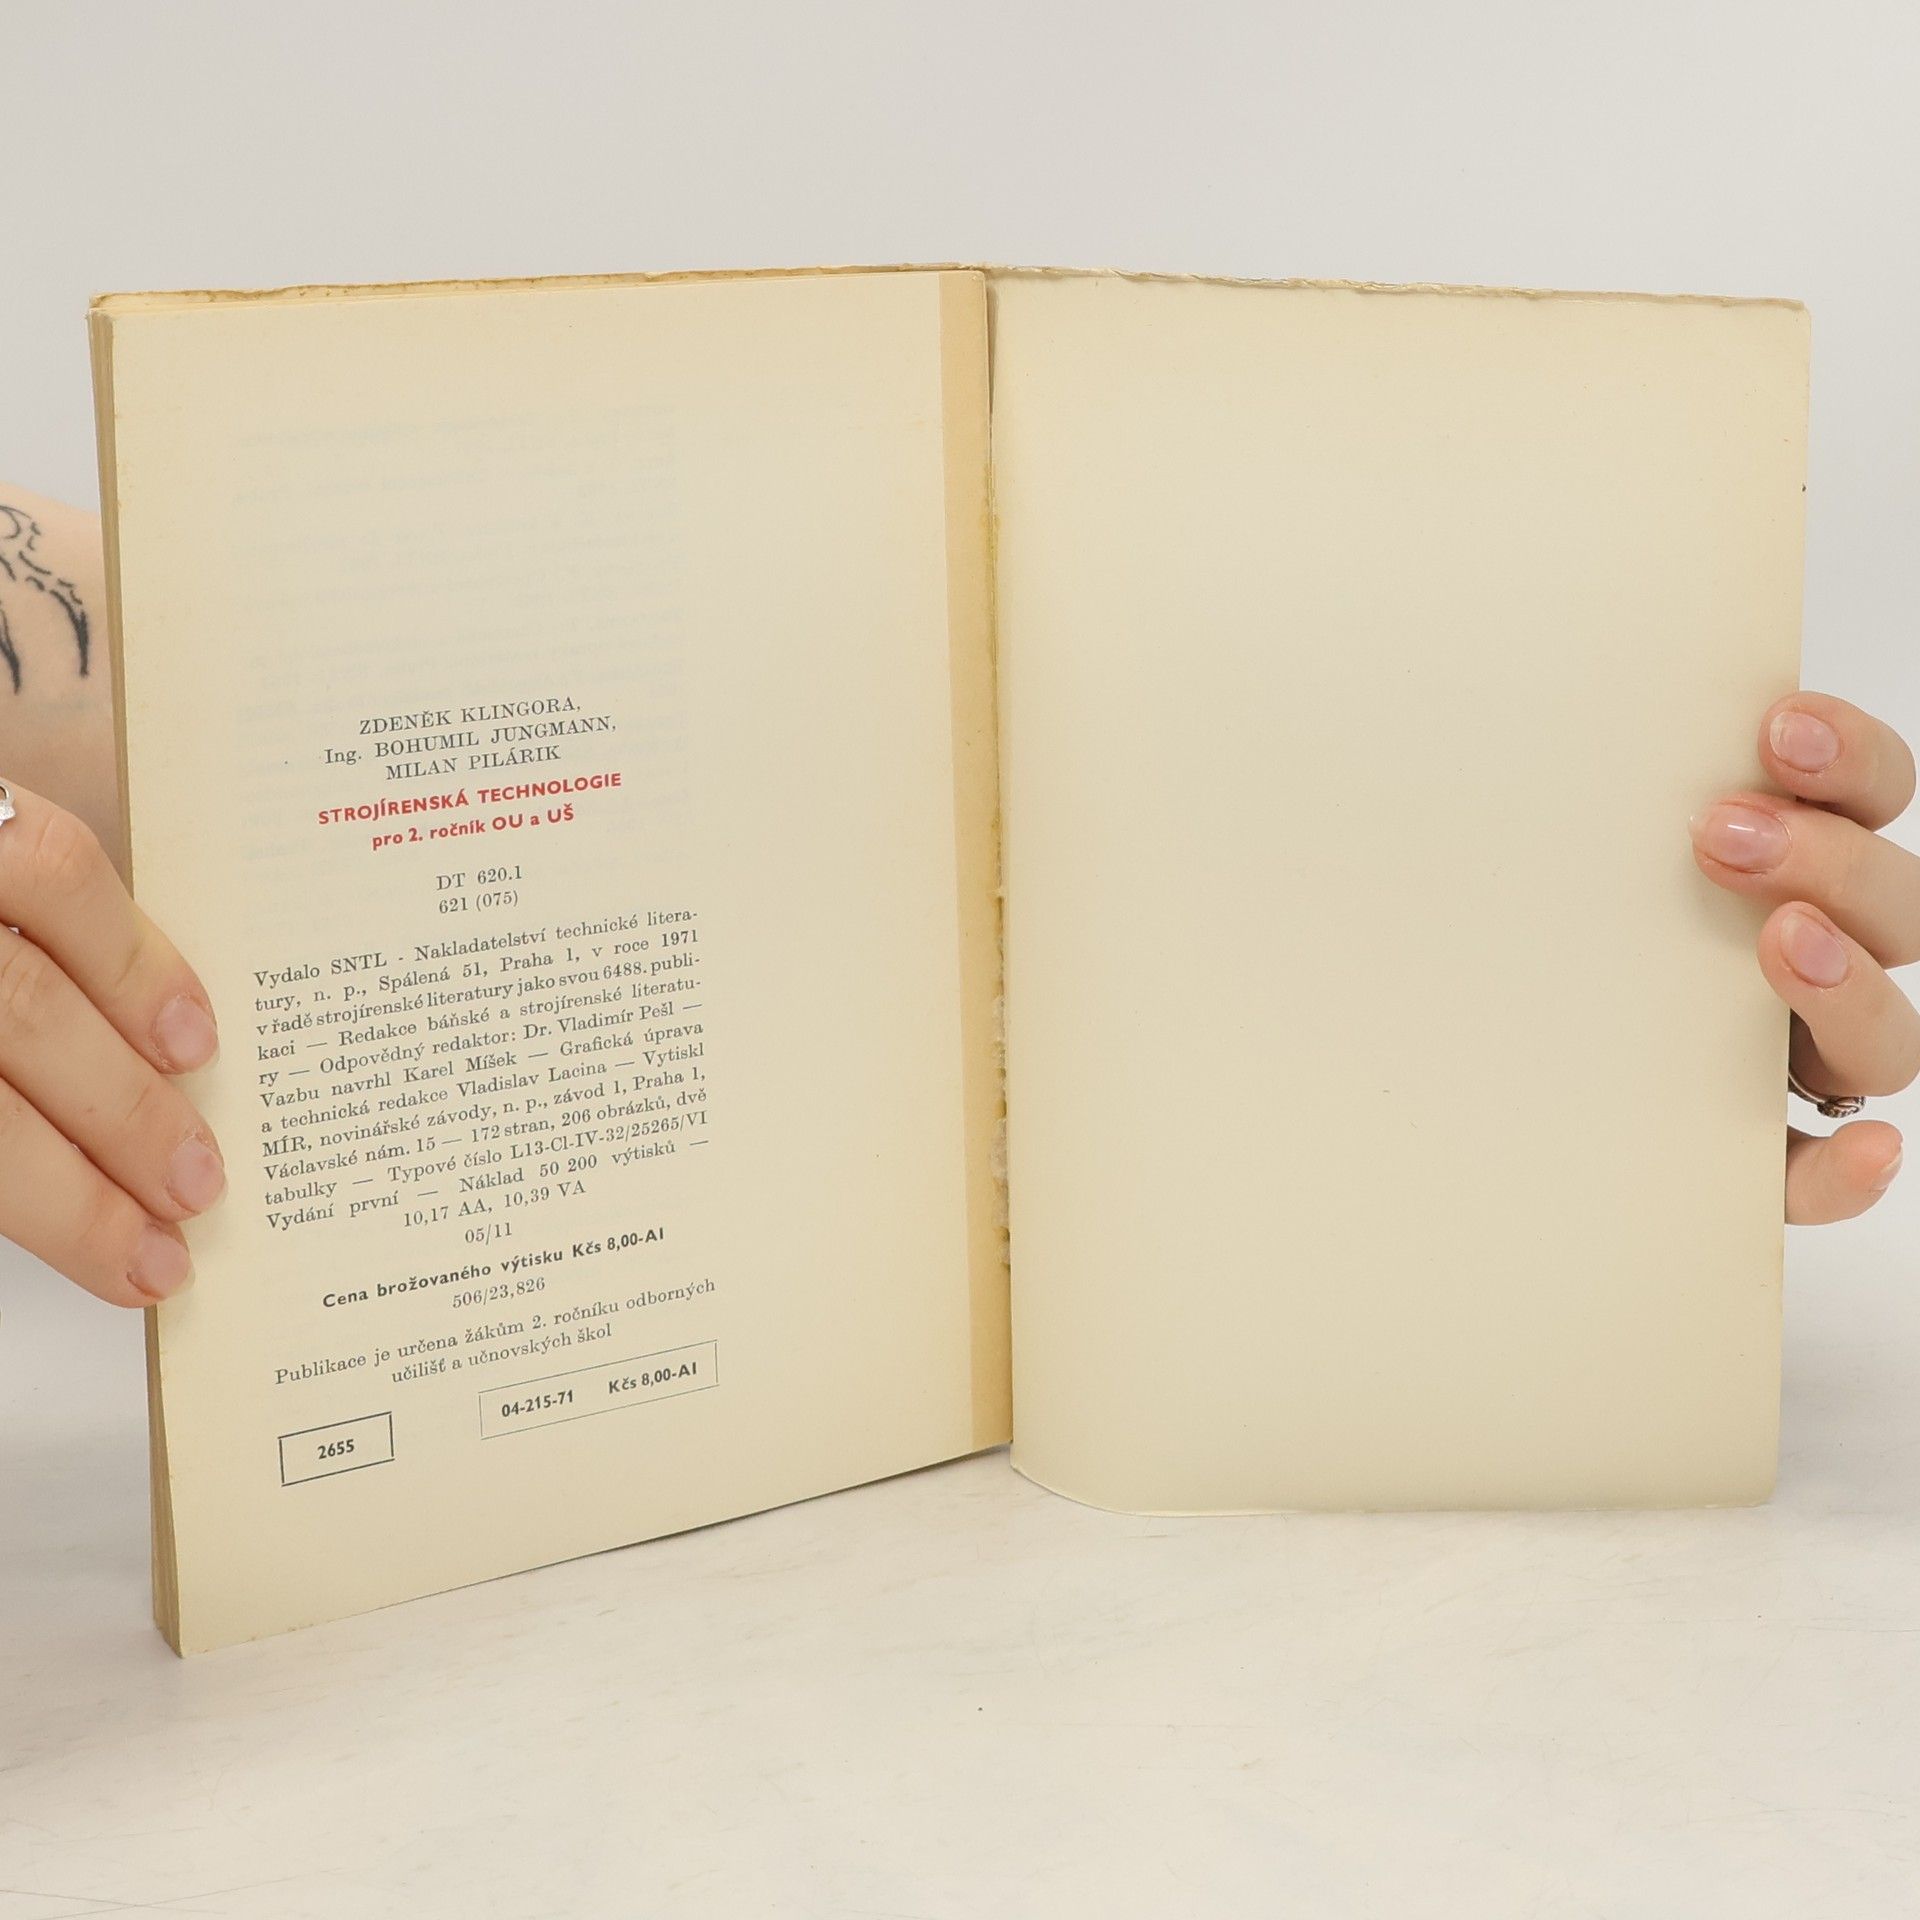 ZDENĚK KLINGORA,
Ing. BOHUMIL JUNGMANN,
MILAN PILÁRIK
STROJÍRENSKÁ TECHNOLOGIE
pro 2. ročník OU a UŠ
DT 620.1
621 (075)
Vydalo SNTL - Nakladatelství technické litera-
tury, n. p., Spálená 51, Praha 1, v roce 1971
v řadě strojírenské literatury jako svou 6488. publi-
kaci — Redakce báňské a strojírenské literatu-
ry — Odpovědný redaktor: Dr. Vladimír Pešl —
Vazbu navrhl Karel Míšek — Grafická úprava
a technická redakce Vladislav Lacina — Vytiskl
MÍR, novinářské závody, n. p., závod 1, Praha 1,
Václavské nám. 15 — 172 stran, 206 obrázků, dvě
tabulky — Typové číslo L13-Cl-IV-32/25265/VI
Vydání první — Náklad 50 200 výtisků —
10,17 AA, 10,39 VA
05/11
Cena brožovaného výtisku Kčs 8,00-AI
506/23,826
Publikace je určena žákům 2. ročníku odborných
učilišť a učnovských škol
04-215-71 Kčs 8,00-AI
2655